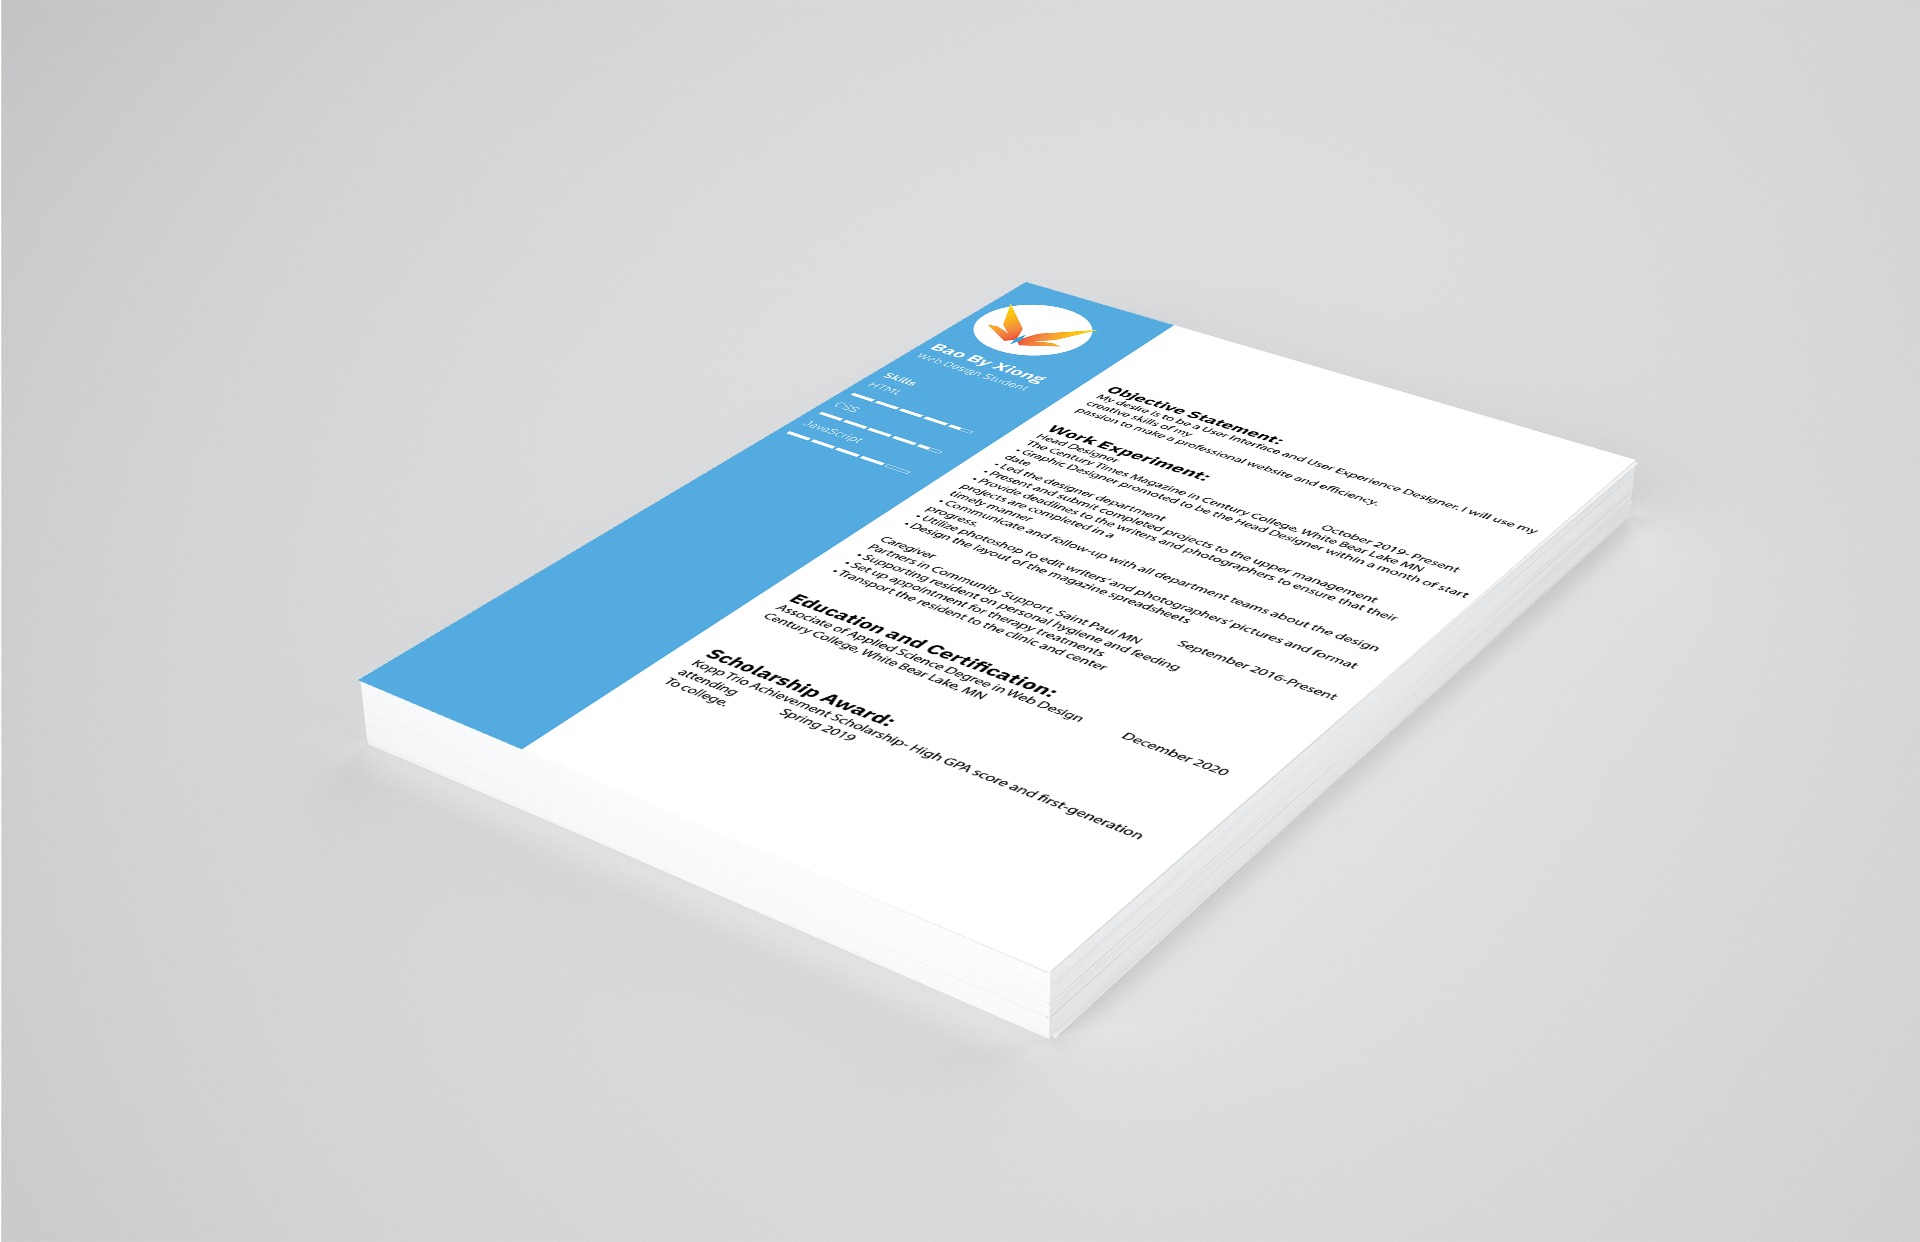 Bao By Xiong
Web Design Student
Skills
HTML
CSS
JavaScript
Objective Statement:
My desire is to be a User Interface and User Experience Designer. I will use my
creative skills of my
passion to make a professional website and efficiency.
Work Experiment:
Head Designer October 2019- Present
The Century Times Magazine in Century College, White Bear Lake MN
• Graphic Designer promoted to be the Head Designer within a month of start
date
• Led the designer department
• Present and submit completed projects to the upper management
• Provide deadlines to the writers and photographers to ensure that their
projects are completed in a
timely manner
• Communicate and follow-up with all department teams about the design
progress.
• Utilize photoshop to edit writers' and photographers' pictures and format
• Design the layout of the magazine spreadsheets
Caregiver September 2016-Present
Partners in Community Support, Saint Paul MN
• Supporting resident on personal hygiene and feeding
• Set up appointment for therapy treatments
• Transport the resident to the clinic and center
Education and Certification:
Associate of Applied Science Degree in Web Design December 2020
Century College, White Bear Lake, MN
Scholarship Award:
Kopp Trio Achievement Scholarship- High GPA score and first-generation
attending
To college. Spring 2019